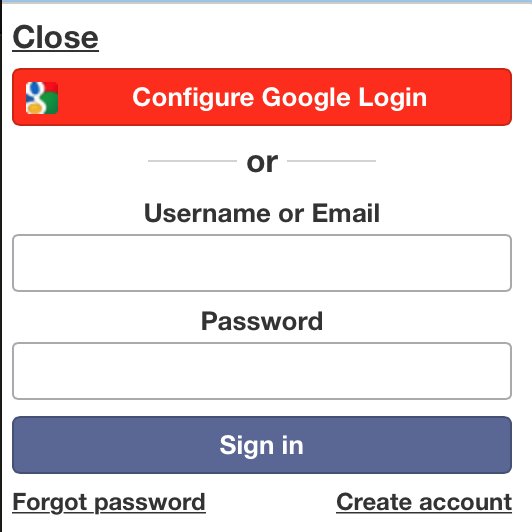 Close
Configure Google Login
or
Username or Email
Password
Sign in
Forgot password Create account